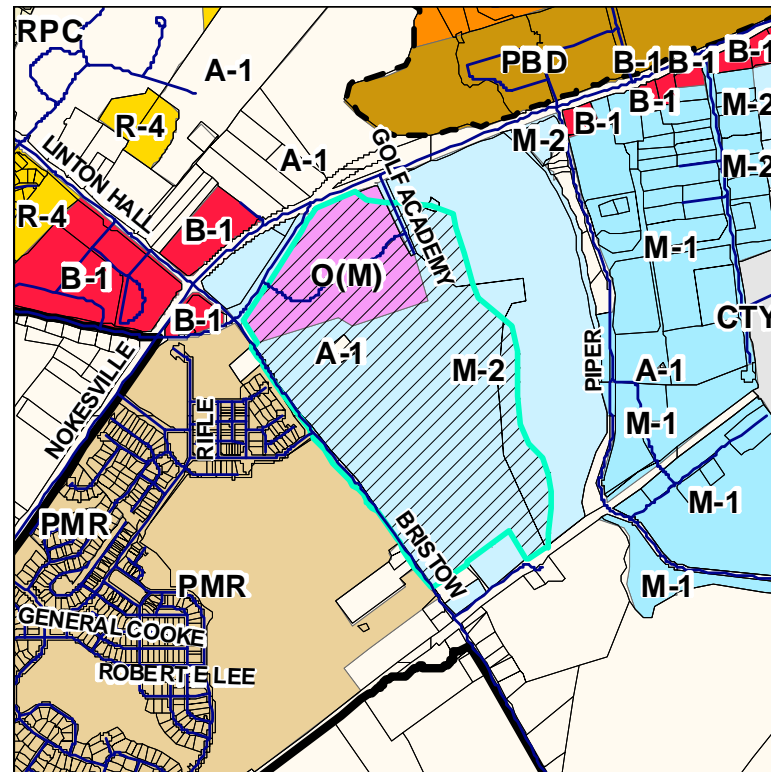 RPC
A-1
PBD
B-1
B-1
B-1
B-1
B-1
M-2
R-4
M-2
M-2
LINTON HALL
A-1
GOLF ACADEMY
R-4
B-1
M-1
B-1
O(M)
B-1
CTY
NOKESVILLE
A-1
M-2
PIPER
A-1
RIFLE
M-1
M-1
PMR
BRISTOW
PMR
M-1
GENERAL COOKE
ROBERT E LEE